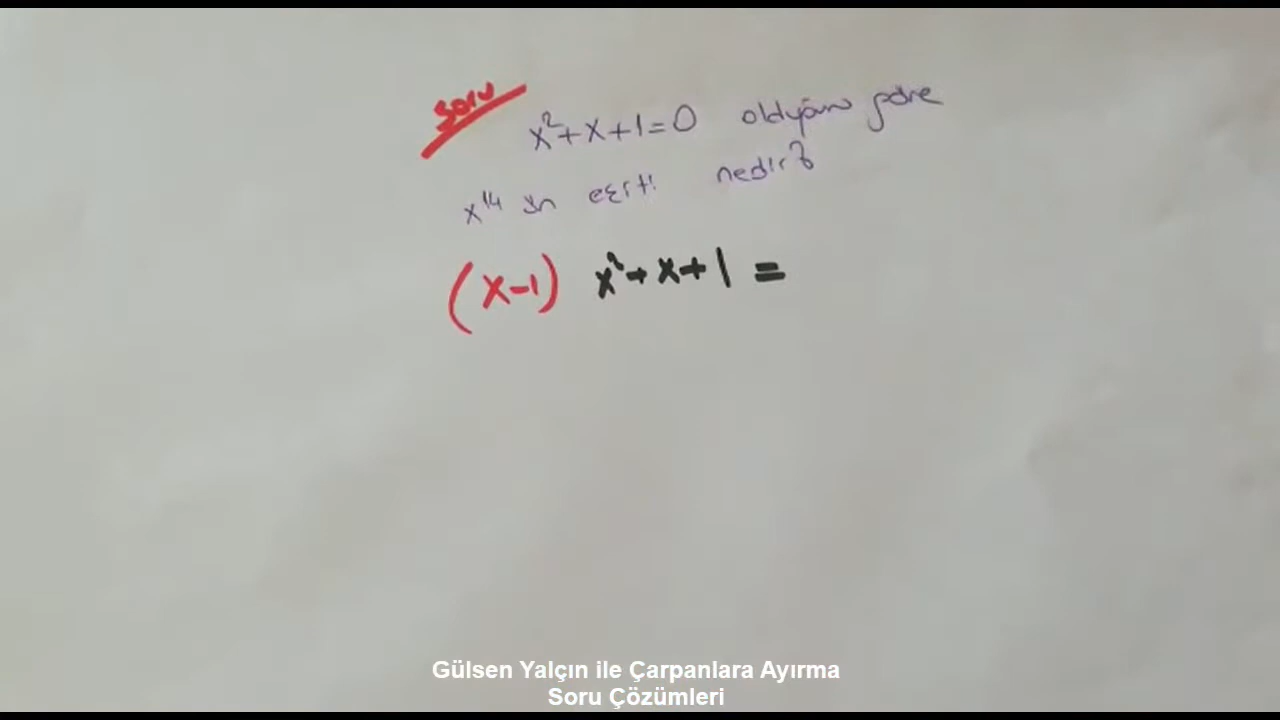 Soru
x²+x+1=0 olduğuna göre
x¹⁴ ün eşiti nedir?
(x-1) x²+x+1 =
Gülsen Yalçın ile Çarpanlara Ayırma
Soru Çözümleri